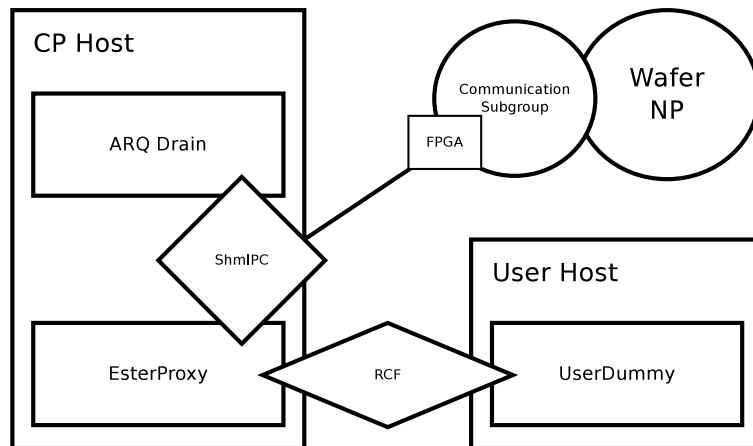 CP Host
ARQ Drain
ShmIPC
EsterProxy
RCF
Communication
Subgroup
FPGA
Wafer
NP
User Host
UserDummy